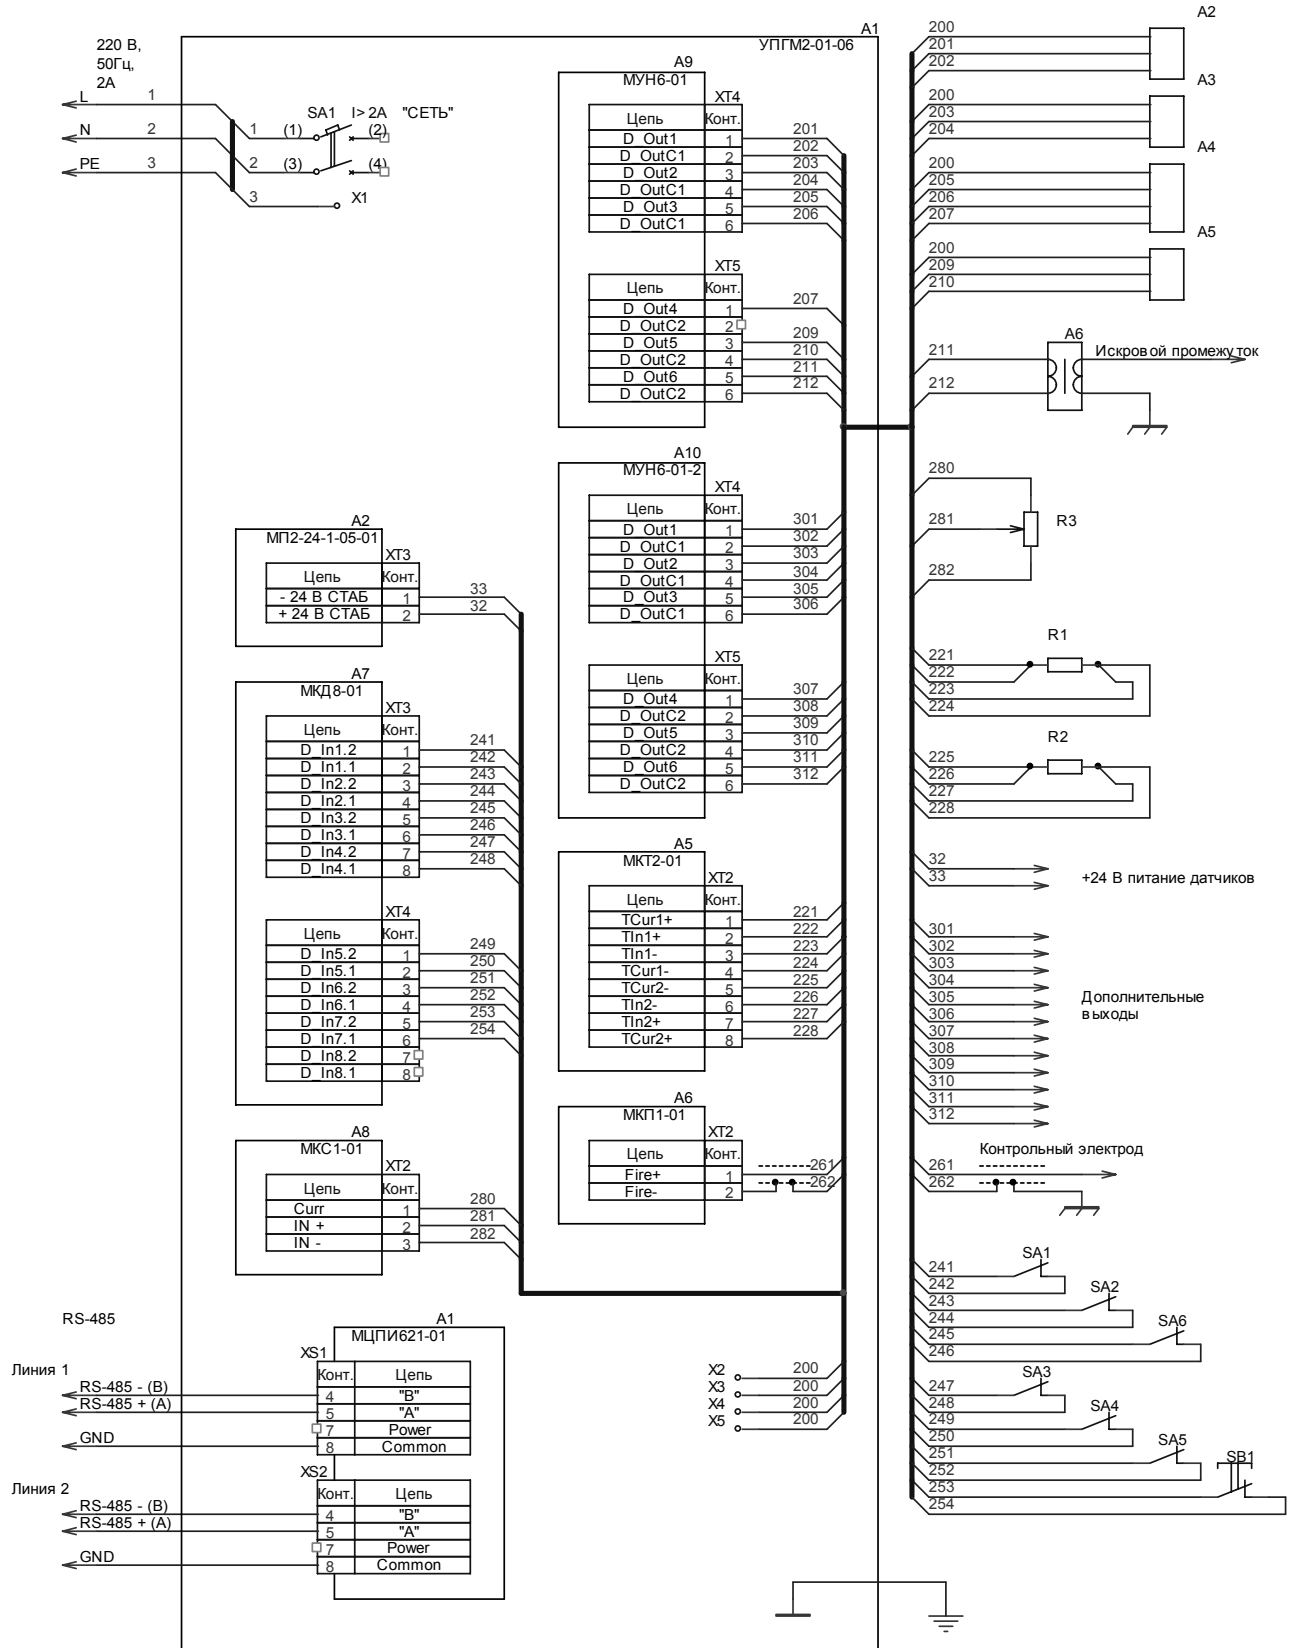 220 В,
50Гц,
2А
L 1
N 2
PE 3
1 (1) SA1 I> 2A "СЕТЬ" (2)
2 (3) (4)
3 X1
A1
УПГМ2-01-06
A9
МУН6-01
XT4
Цепь Конт.
D_Out1 1 201
D_OutC1 2 202
D_Out2 3 203
D_OutC1 4 204
D_Out3 5 205
D_OutC1 6 206
XT5
Цепь Конт.
D_Out4 1 207
D_OutC2 2
D_Out5 3 209
D_OutC2 4 210
D_Out6 5 211
D_OutC2 6 212
A10
МУН6-01-2
XT4
Цепь Конт.
D_Out1 1 301
D_OutC1 2 302
D_Out2 3 303
D_OutC1 4 304
D_Out3 5 305
D_OutC1 6 306
XT5
Цепь Конт.
D_Out4 1 307
D_OutC2 2 308
D_Out5 3 309
D_OutC2 4 310
D_Out6 5 311
D_OutC2 6 312
A5
МКТ2-01
XT2
Цепь Конт.
TCur1+ 1 221
TIn1+ 2 222
TIn1- 3 223
TCur1- 4 224
TCur2- 5 225
TIn2- 6 226
TIn2+ 7 227
TCur2+ 8 228
A6
МКП1-01
XT2
Цепь Конт.
Fire+ 1 261
Fire- 2 262
A2
МП2-24-1-05-01
XT3
Цепь Конт.
- 24 В СТАБ 1 33
+ 24 В СТАБ 2 32
A7
МКД8-01
XT3
Цепь Конт.
D_In1.2 1 241
D_In1.1 2 242
D_In2.2 3 243
D_In2.1 4 244
D_In3.2 5 245
D_In3.1 6 246
D_In4.2 7 247
D_In4.1 8 248
XT4
Цепь Конт.
D_In5.2 1 249
D_In5.1 2 250
D_In6.2 3 251
D_In6.1 4 252
D_In7.2 5 253
D_In7.1 6 254
D_In8.2 7
D_In8.1 8
A8
МКС1-01
XT2
Цепь Конт.
Curr 1 280
IN + 2 281
IN - 3 282
RS-485
A1
МЦПИ621-01
XS1
Линия 1
Конт. Цепь
RS-485 - (B) 4 "B"
RS-485 + (A) 5 "A"
7 Power
GND 8 Common
XS2
Линия 2
Конт. Цепь
RS-485 - (B) 4 "B"
RS-485 + (A) 5 "A"
7 Power
GND 8 Common
X2 200
X3 200
X4 200
X5 200
A2
200
201
202
A3
200
203
204
A4
200
205
206
207
A5
200
209
210
A6
211 Искровой промежуток
212
280
281 R3
282
R1
221
222
223
224
R2
225
226
227
228
32
33
+24 В питание датчиков
301
302
303
304
305
306
307
308
309
310
311
312
Дополнительные
выходы
Контрольный электрод
261
262
241 SA1
242
243 SA2
244
245 SA6
246
247 SA3
248
249 SA4
250
251 SA5
252
253 SB1
254